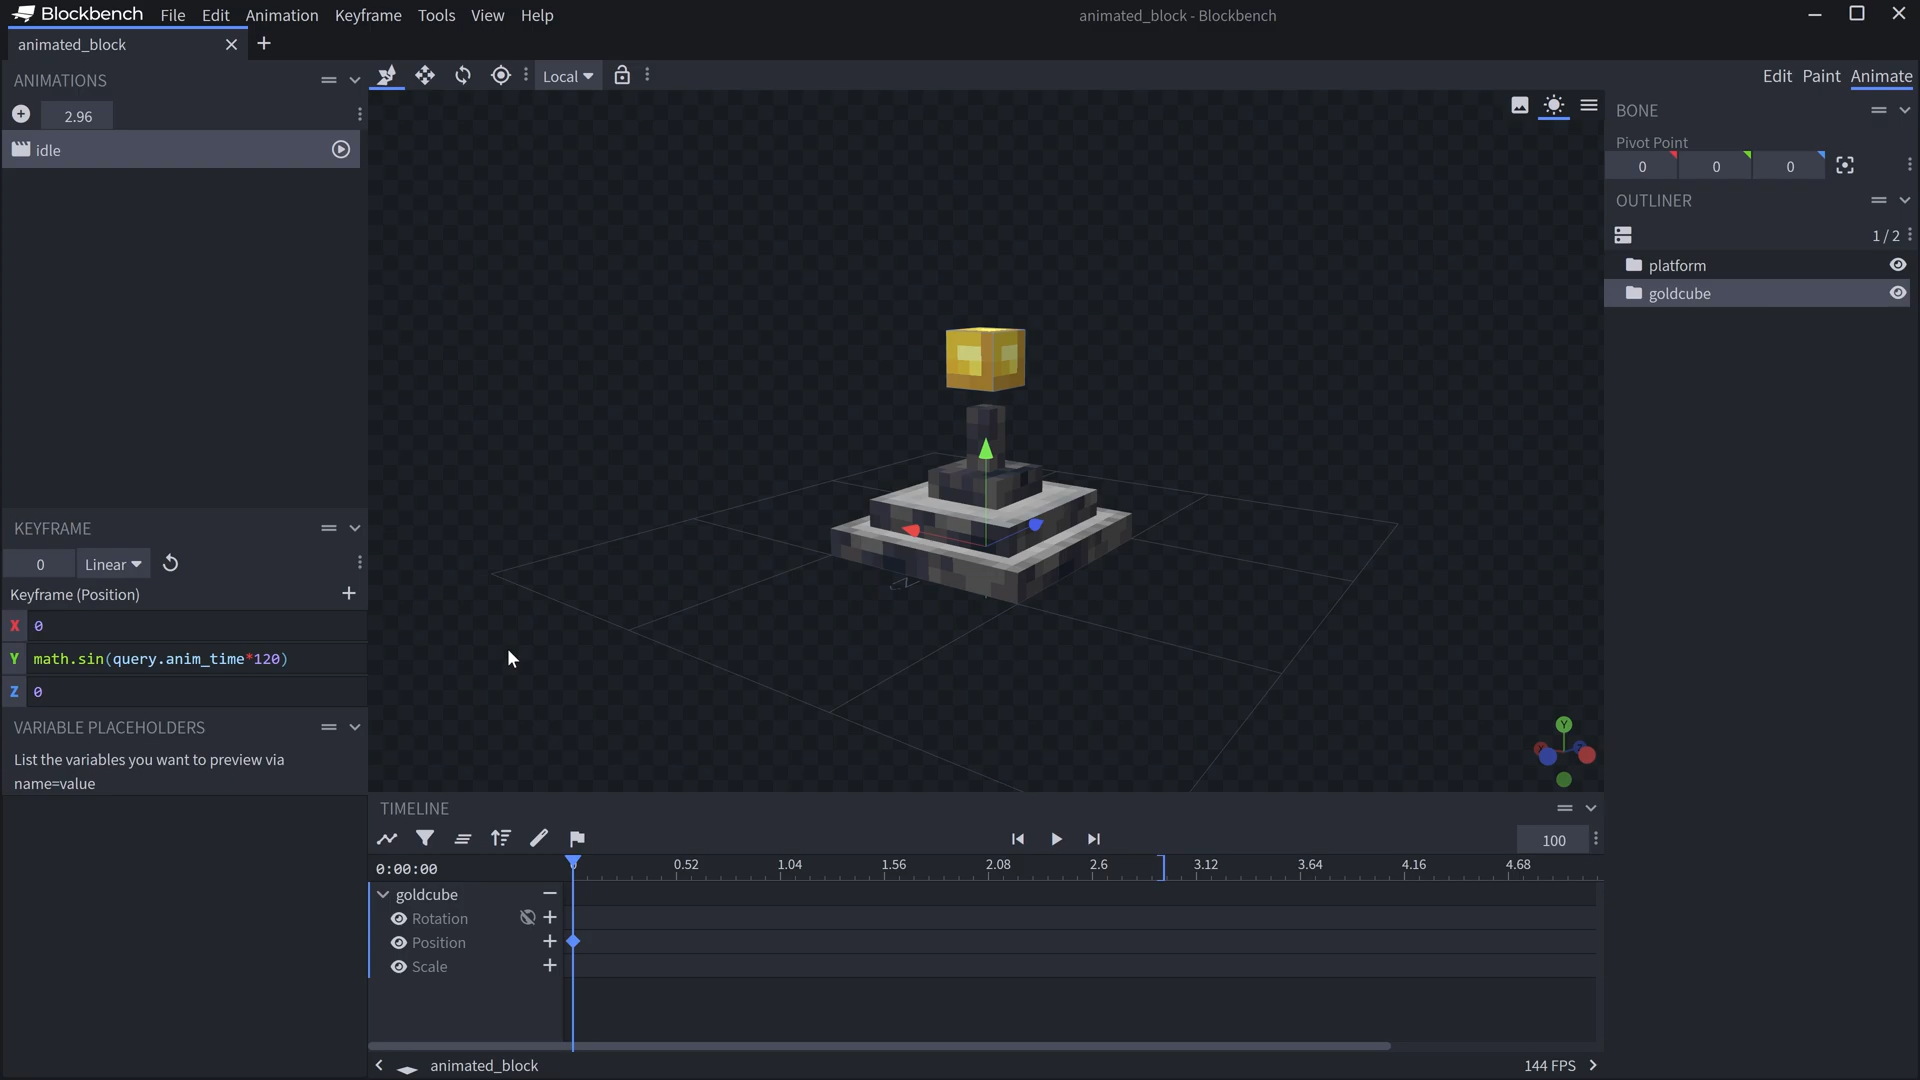 Blockbench File Edit Animation Keyframe Tools View Help
animated_block - Blockbench
animated_block
ANIMATIONS
2.96
idle
Local
Edit Paint Animate
BONE
Pivot Point
0 0 0
OUTLINER
1 / 2
platform
goldcube
KEYFRAME
0 Linear
Keyframe (Position)
X 0
Y math.sin(query.anim_time*120)
Z 0
VARIABLE PLACEHOLDERS
List the variables you want to preview via
name=value
Y
TIMELINE
100
0:00:00
0 0.52 1.04 1.56 2.08 2.6 3.12 3.64 4.16 4.68
goldcube
Rotation
Position
Scale
animated_block
144 FPS